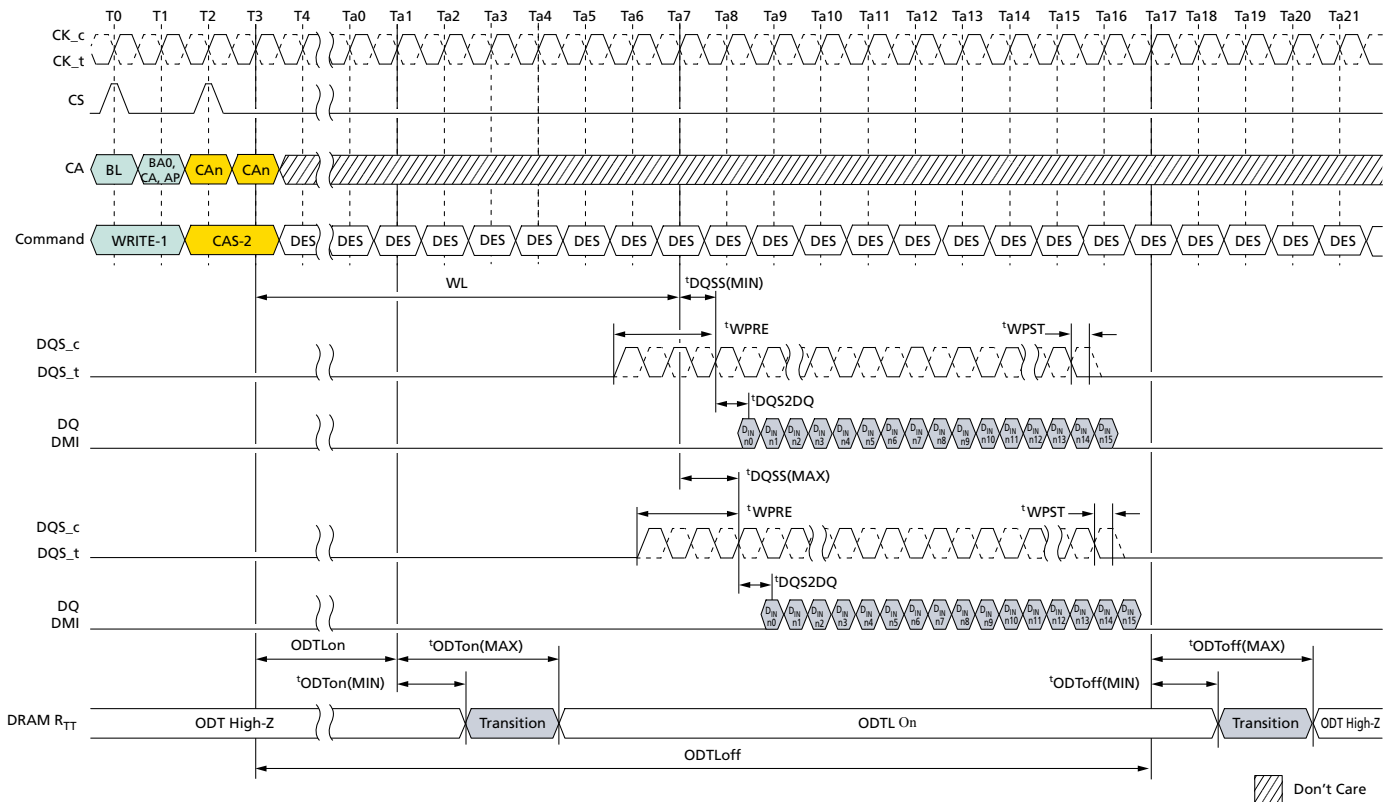 T0 T1 T2 T3 T4 Ta0 Ta1 Ta2 Ta3 Ta4 Ta5 Ta6 Ta7 Ta8 Ta9 Ta10 Ta11 Ta12 Ta13 Ta14 Ta15 Ta16 Ta17 Ta18 Ta19 Ta20 Ta21
CK_c
CK_t
CS
CA BL BA0, CA, AP CAn CAn
Command WRITE-1 CAS-2 DES DES DES DES DES DES DES DES DES DES DES DES DES DES DES DES DES DES DES DES DES DES DES
WL tDQSS(MIN)
tWPRE tWPST
DQS_c
DQS_t
tDQS2DQ
DQ
DMI
DIN n0 DIN n1 DIN n2 DIN n3 DIN n4 DIN n5 DIN n6 DIN n7 DIN n8 DIN n9 DIN n10 DIN n11 DIN n12 DIN n13 DIN n14 DIN n15
tDQSS(MAX)
tWPRE tWPST
DQS_c
DQS_t
tDQS2DQ
DQ
DMI
DIN n0 DIN n1 DIN n2 DIN n3 DIN n4 DIN n5 DIN n6 DIN n7 DIN n8 DIN n9 DIN n10 DIN n11 DIN n12 DIN n13 DIN n14 DIN n15
ODTLon tODTon(MAX) tODToff(MAX)
tODTon(MIN) tODToff(MIN)
DRAM RTT ODT High-Z Transition ODTL On Transition ODT High-Z
ODTLoff
Don't Care